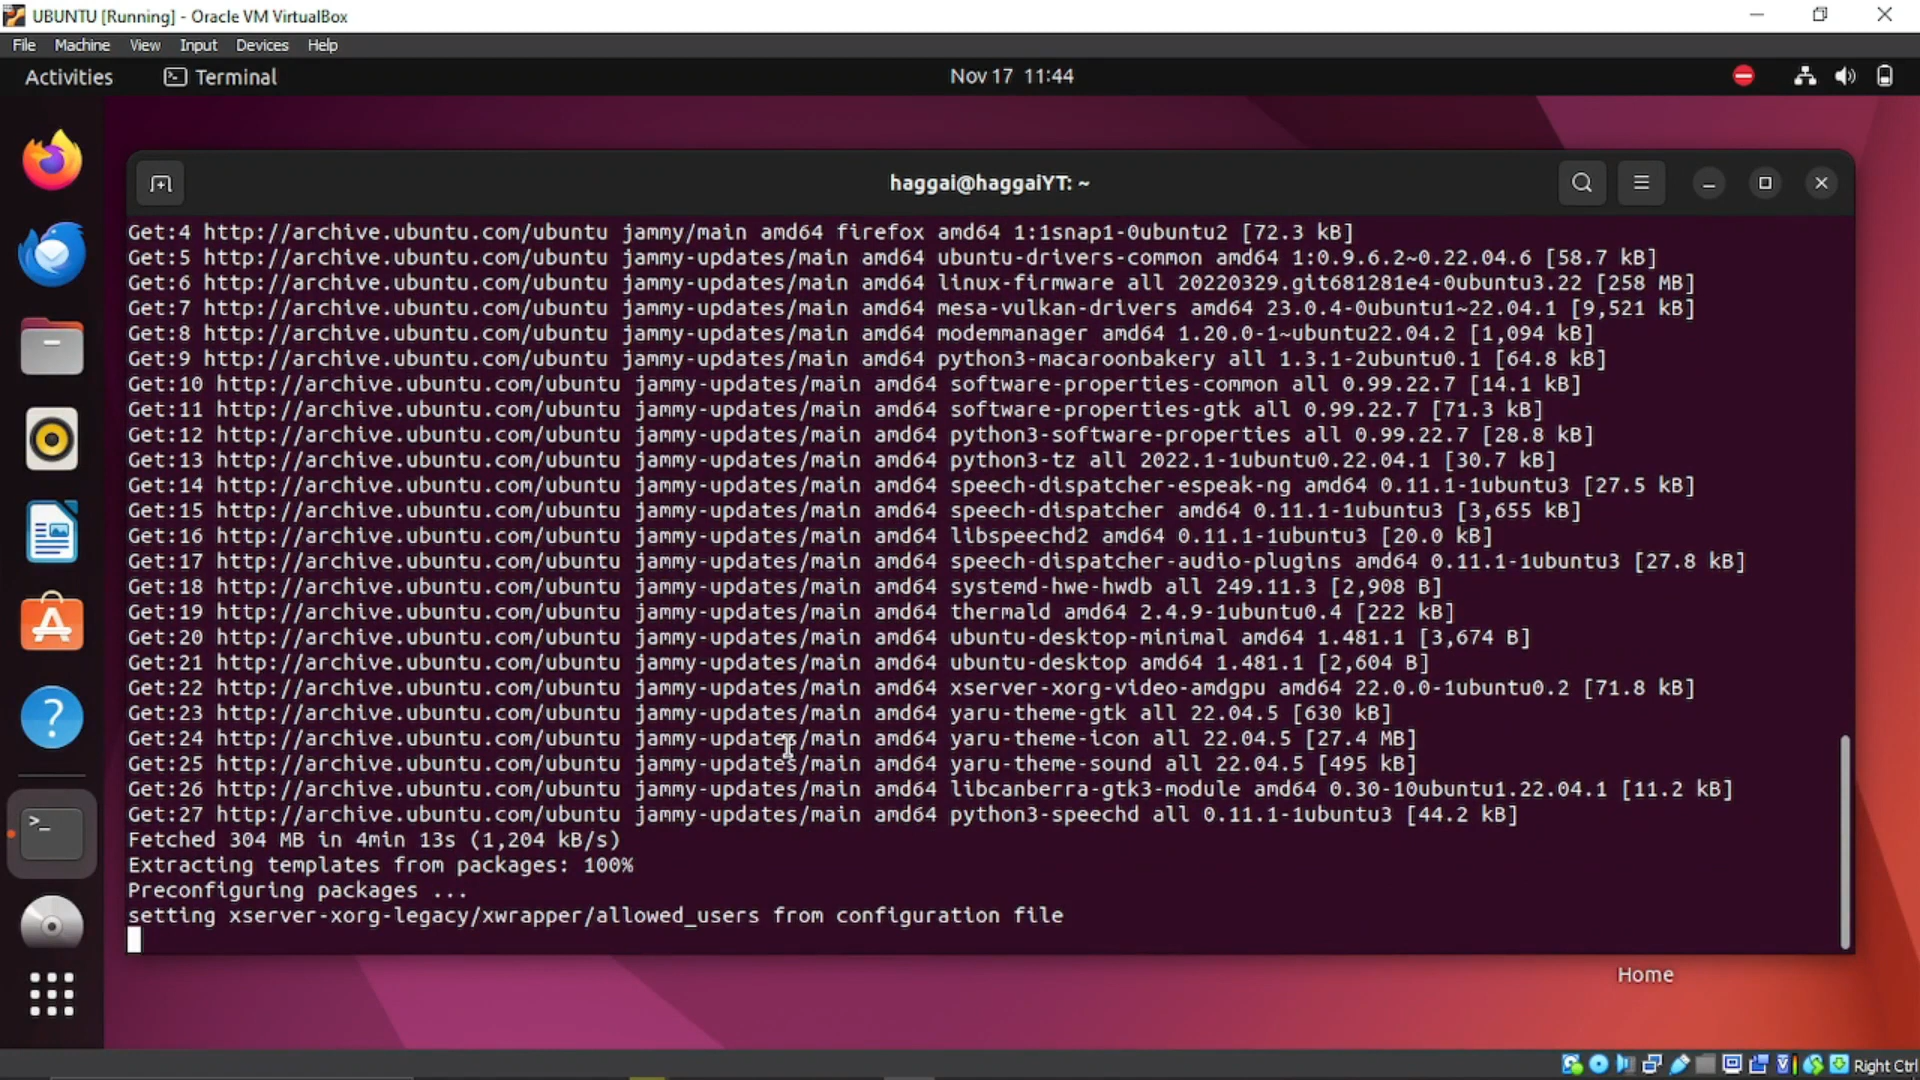 UBUNTU [Running] - Oracle VM VirtualBox
File Machine View Input Devices Help
Activities Terminal Nov 17 11:44
haggai@haggaiYT: ~
Get:4 http://archive.ubuntu.com/ubuntu jammy/main amd64 firefox amd64 1:1snap1-0ubuntu2 [72.3 kB]
Get:5 http://archive.ubuntu.com/ubuntu jammy-updates/main amd64 ubuntu-drivers-common amd64 1:0.9.6.2~0.22.04.6 [58.7 kB]
Get:6 http://archive.ubuntu.com/ubuntu jammy-updates/main amd64 linux-firmware all 20220329.git681281e4-0ubuntu3.22 [258 MB]
Get:7 http://archive.ubuntu.com/ubuntu jammy-updates/main amd64 mesa-vulkan-drivers amd64 23.0.4-0ubuntu1~22.04.1 [9,521 kB]
Get:8 http://archive.ubuntu.com/ubuntu jammy-updates/main amd64 modemmanager amd64 1.20.0-1~ubuntu22.04.2 [1,094 kB]
Get:9 http://archive.ubuntu.com/ubuntu jammy-updates/main amd64 python3-macaroonbakery all 1.3.1-2ubuntu0.1 [64.8 kB]
Get:10 http://archive.ubuntu.com/ubuntu jammy-updates/main amd64 software-properties-common all 0.99.22.7 [14.1 kB]
Get:11 http://archive.ubuntu.com/ubuntu jammy-updates/main amd64 software-properties-gtk all 0.99.22.7 [71.3 kB]
Get:12 http://archive.ubuntu.com/ubuntu jammy-updates/main amd64 python3-software-properties all 0.99.22.7 [28.8 kB]
Get:13 http://archive.ubuntu.com/ubuntu jammy-updates/main amd64 python3-tz all 2022.1-1ubuntu0.22.04.1 [30.7 kB]
Get:14 http://archive.ubuntu.com/ubuntu jammy-updates/main amd64 speech-dispatcher-espeak-ng amd64 0.11.1-1ubuntu3 [27.5 kB]
Get:15 http://archive.ubuntu.com/ubuntu jammy-updates/main amd64 speech-dispatcher amd64 0.11.1-1ubuntu3 [3,655 kB]
Get:16 http://archive.ubuntu.com/ubuntu jammy-updates/main amd64 libspeechd2 amd64 0.11.1-1ubuntu3 [20.0 kB]
Get:17 http://archive.ubuntu.com/ubuntu jammy-updates/main amd64 speech-dispatcher-audio-plugins amd64 0.11.1-1ubuntu3 [27.8 kB]
Get:18 http://archive.ubuntu.com/ubuntu jammy-updates/main amd64 systemd-hwe-hwdb all 249.11.3 [2,908 B]
Get:19 http://archive.ubuntu.com/ubuntu jammy-updates/main amd64 thermald amd64 2.4.9-1ubuntu0.4 [222 kB]
Get:20 http://archive.ubuntu.com/ubuntu jammy-updates/main amd64 ubuntu-desktop-minimal amd64 1.481.1 [3,674 B]
Get:21 http://archive.ubuntu.com/ubuntu jammy-updates/main amd64 ubuntu-desktop amd64 1.481.1 [2,604 B]
Get:22 http://archive.ubuntu.com/ubuntu jammy-updates/main amd64 xserver-xorg-video-amdgpu amd64 22.0.0-1ubuntu0.2 [71.8 kB]
Get:23 http://archive.ubuntu.com/ubuntu jammy-updates/main amd64 yaru-theme-gtk all 22.04.5 [630 kB]
Get:24 http://archive.ubuntu.com/ubuntu jammy-updates/main amd64 yaru-theme-icon all 22.04.5 [27.4 MB]
Get:25 http://archive.ubuntu.com/ubuntu jammy-updates/main amd64 yaru-theme-sound all 22.04.5 [495 kB]
Get:26 http://archive.ubuntu.com/ubuntu jammy-updates/main amd64 libcanberra-gtk3-module amd64 0.30-10ubuntu1.22.04.1 [11.2 kB]
Get:27 http://archive.ubuntu.com/ubuntu jammy-updates/main amd64 python3-speechd all 0.11.1-1ubuntu3 [44.2 kB]
Fetched 304 MB in 4min 13s (1,204 kB/s)
Extracting templates from packages: 100%
Preconfiguring packages ...
setting xserver-xorg-legacy/xwrapper/allowed_users from configuration file
Home
Right Ctrl